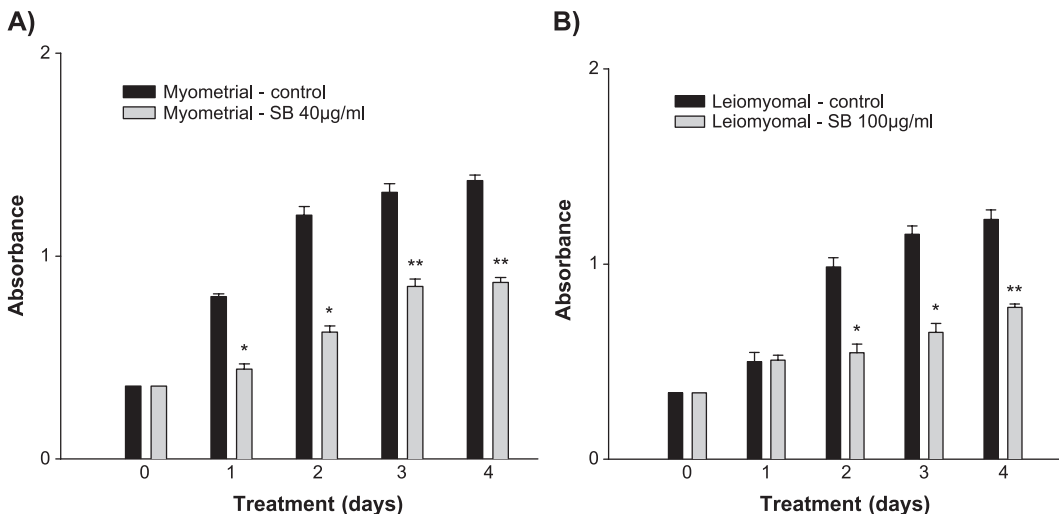 A)
2
Myometrial - control
Myometrial - SB 40µg/ml
Absorbance
1
**
**
*
*
0
0 1 2 3 4
Treatment (days)
B)
2
Leiomyomal - control
Leiomyomal - SB 100µg/ml
Absorbance
1
**
*
*
0
0 1 2 3 4
Treatment (days)